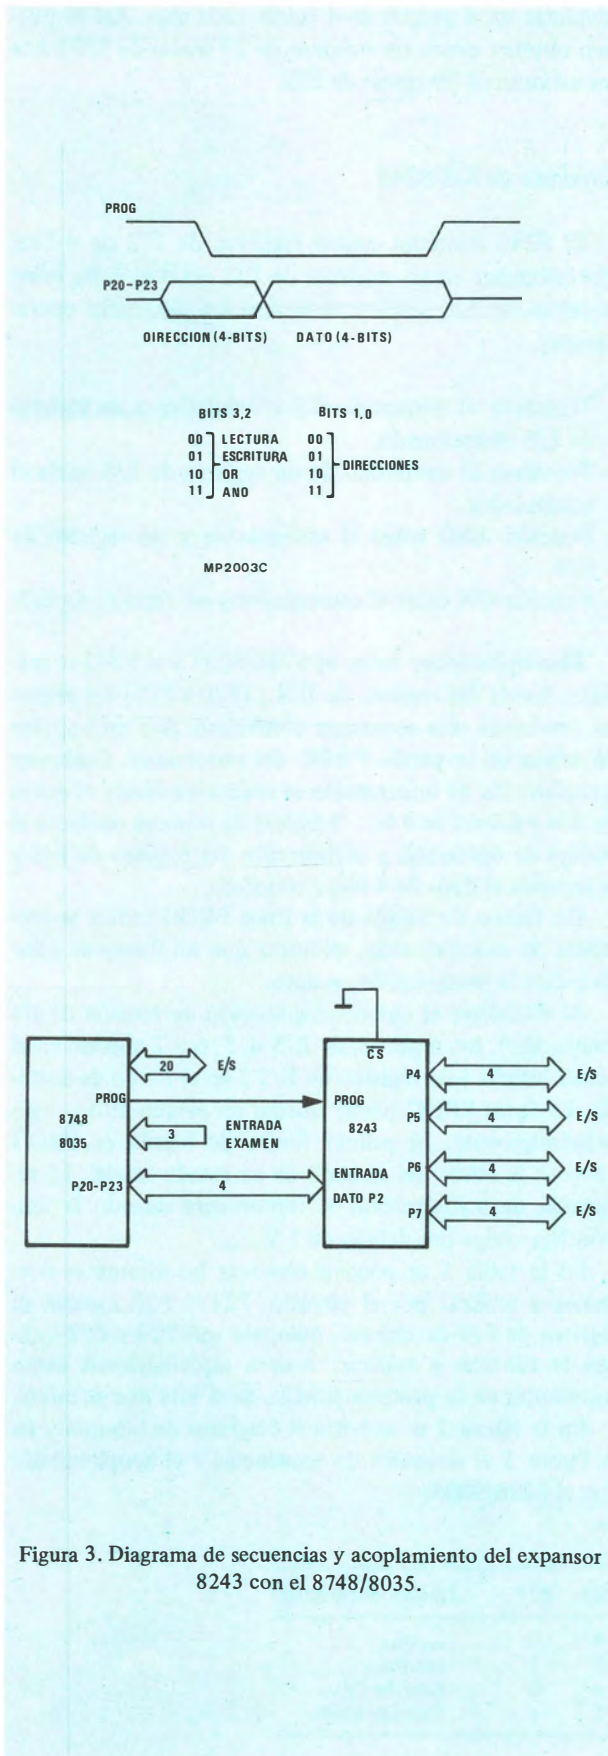 PROG
P20-P23
DIRECCION (4-BITS) DATO (4-BITS)
BITS 3,2 BITS 1,0
00 LECTURA 00
01 ESCRITURA 01
10 OR 10
11 AND 11
DIRECCIONES
MP2003C
CS
20 E/S
PROG
8748
8035
3 ENTRADA
EXAMEN
P20-P23
4
PROG
8243
ENTRADA
DATO P2
P4 4 E/S
P5 4 E/S
P6 4 E/S
P7 4 E/S
Figura 3. Diagrama de secuencias y acoplamiento del expansor
8243 con el 8748/8035.